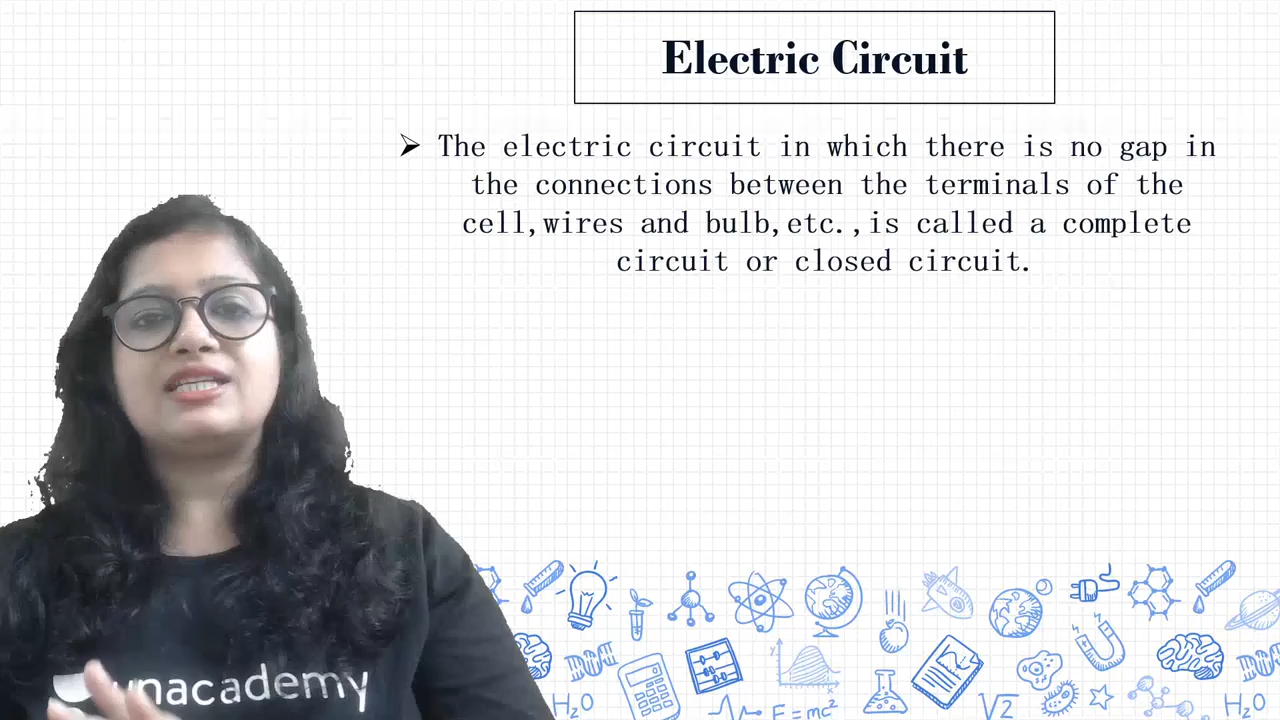 Electric Circuit
➢ The electric circuit in which there is no gap in
the connections between the terminals of the
cell,wires and bulb,etc.,is called a complete
circuit or closed circuit.
unacademy
y
x
H₂O
F=mc²
√2
H₂O